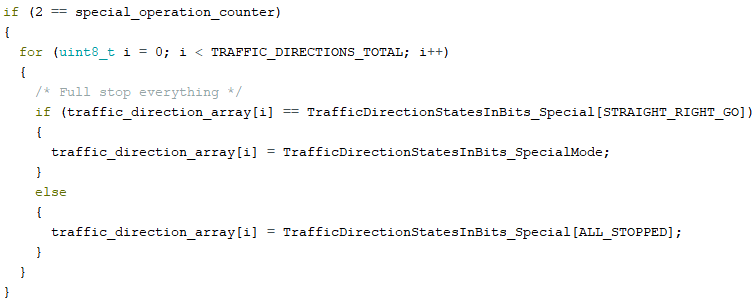 if (2 == special_operation_counter)
{
  for (uint8_t i = 0; i < TRAFFIC_DIRECTIONS_TOTAL; i++)
  {
    /* Full stop everything */
    if (traffic_direction_array[i] == TrafficDirectionStatesInBits_Special[STRAIGHT_RIGHT_GO])
    {
      traffic_direction_array[i] = TrafficDirectionStatesInBits_SpecialMode;
    }
    else
    {
      traffic_direction_array[i] = TrafficDirectionStatesInBits_Special[ALL_STOPPED];
    }
  }
}